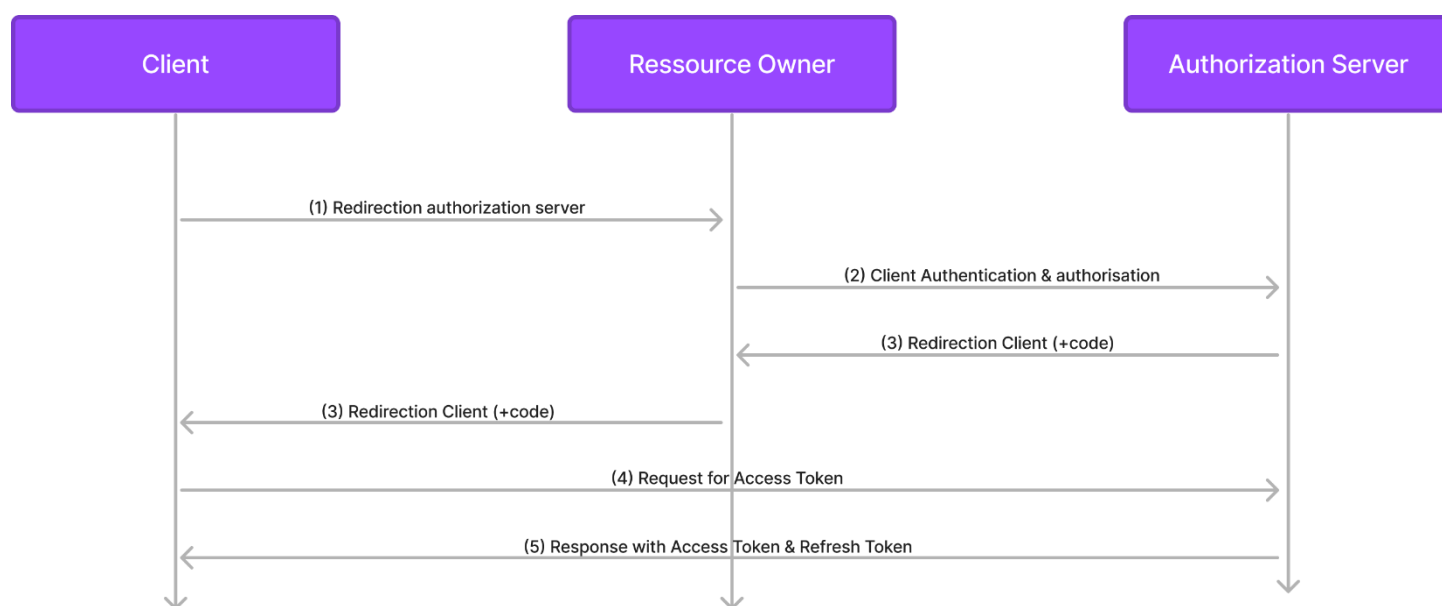 Client
Ressource Owner
Authorization Server
(1) Redirection authorization server
(2) Client Authentication & authorisation
(3) Redirection Client (+code)
(3) Redirection Client (+code)
(4) Request for Access Token
(5) Response with Access Token & Refresh Token